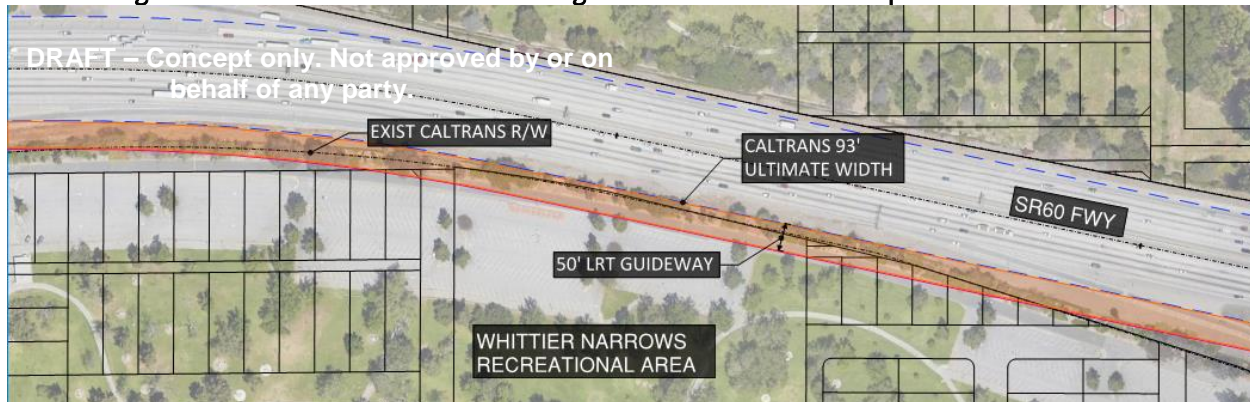 DRAFT – Concept only. Not approved by or on
behalf of any party.
EXIST CALTRANS R/W
CALTRANS 93'
ULTIMATE WIDTH
SR60 FWY
50' LRT GUIDEWAY
WHITTIER NARROWS
RECREATIONAL AREA